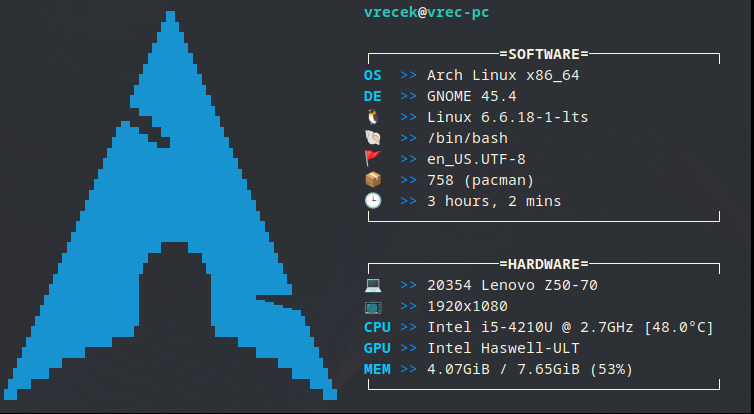 vrecek@vrec-pc
=SOFTWARE=
OS >> Arch Linux x86_64
DE >> GNOME 45.4
🐧 >> Linux 6.6.18-1-lts
🐚 >> /bin/bash
🚩 >> en_US.UTF-8
📦 >> 758 (pacman)
🕒 >> 3 hours, 2 mins
=HARDWARE=
💻 >> 20354 Lenovo Z50-70
📺 >> 1920x1080
CPU >> Intel i5-4210U @ 2.7GHz [48.0°C]
GPU >> Intel Haswell-ULT
MEM >> 4.07GiB / 7.65GiB (53%)